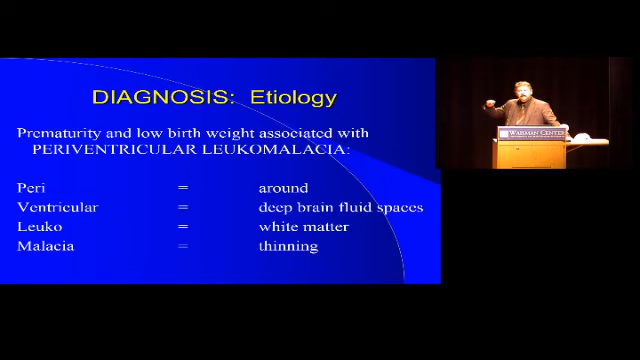 DIAGNOSIS: Etiology
Prematurity and low birth weight associated with
PERIVENTRICULAR LEUKOMALACIA:
Peri = around
Ventricular = deep brain fluid spaces
Leuko = white matter
Malacia = thinning
WAISMAN CENTER